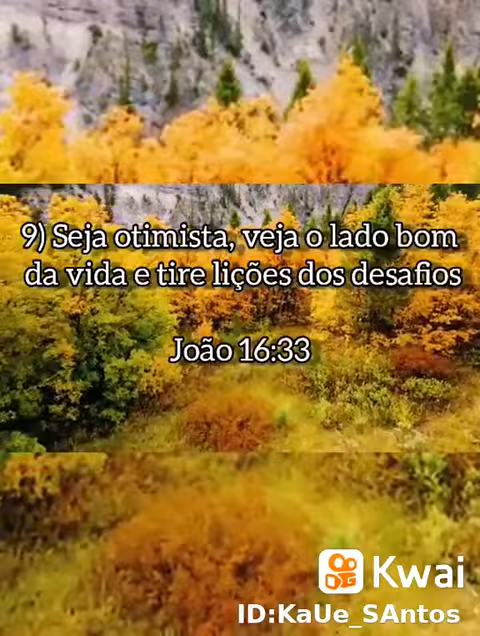 9) Seja otimista, veja o lado bom
da vida e tire lições dos desafios
João 16:33
Kwai
ID:KaUe_SAntos